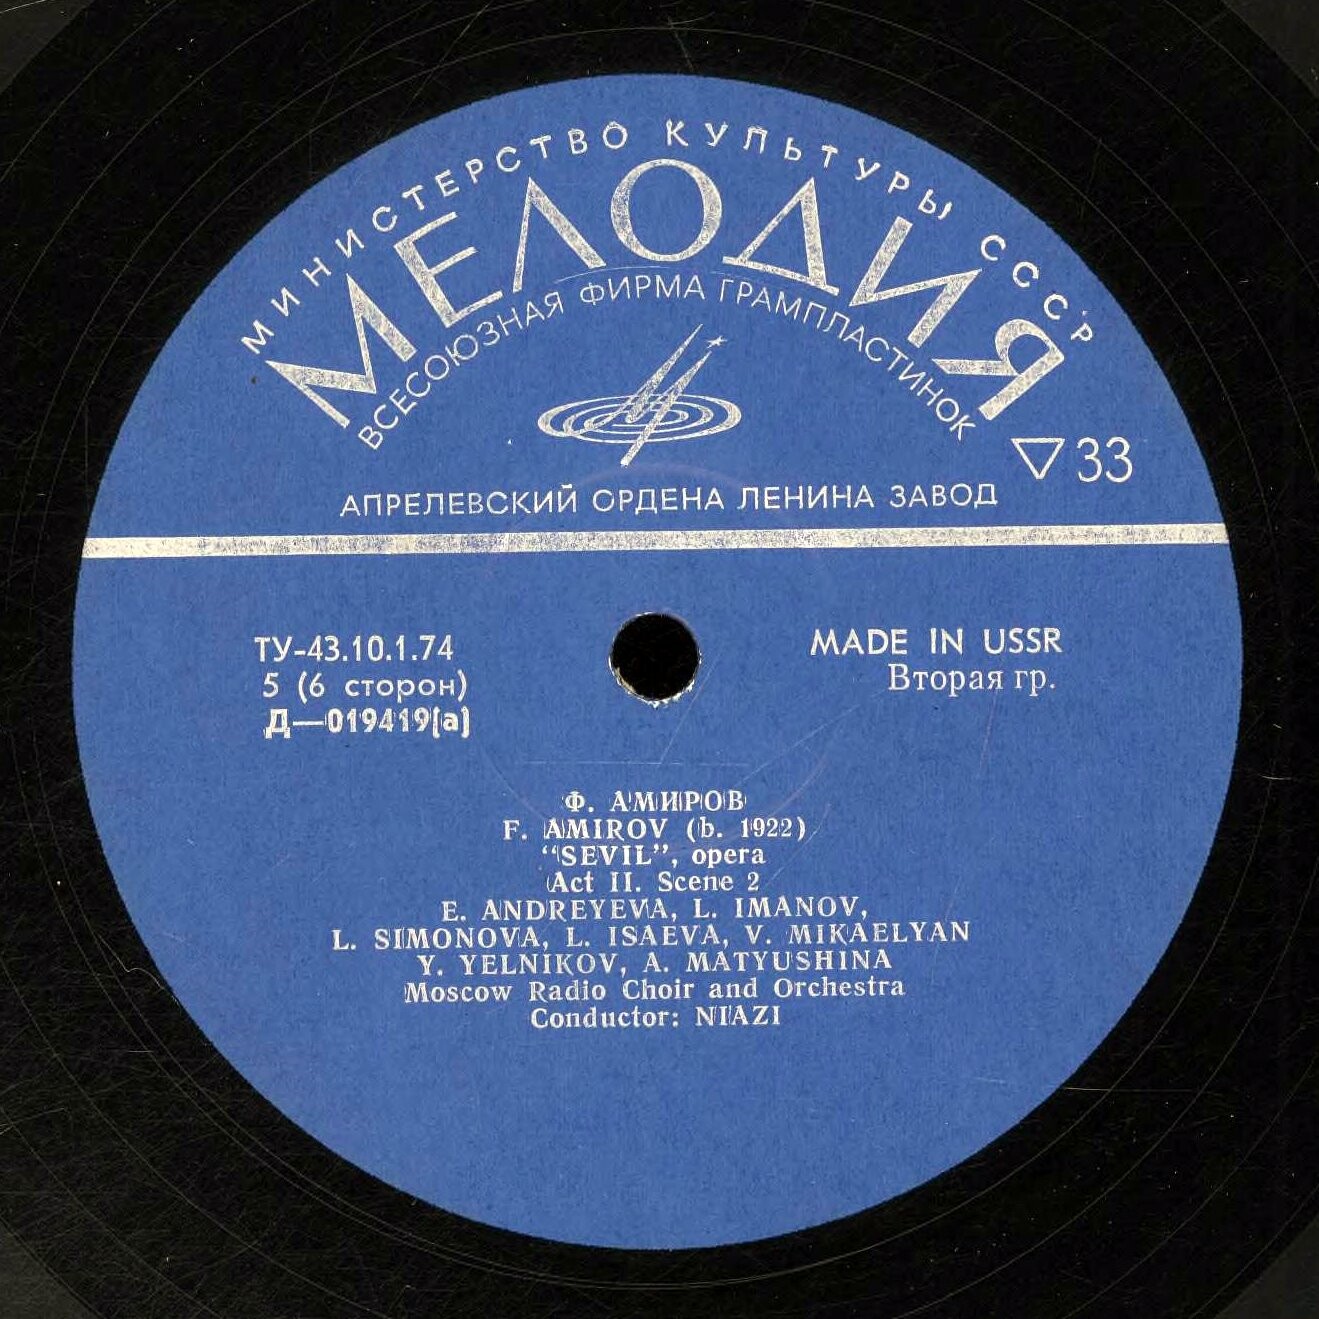 МИНИСТЕРСТВО КУЛЬТУРЫ СССР
МЕЛОДИЯ
ВСЕСОЮЗНАЯ ФИРМА ГРАМПЛАСТИНОК
33
АПРЕЛЕВСКИЙ ОРДЕНА ЛЕНИНА ЗАВОД
ТУ-43.10.1.74
5 (6 сторон)
Д—019419(а)
MADE IN USSR
Вторая гр.
Ф. АМИРОВ
F. AMIROV (b. 1922)
"SEVIL", opera
Act II. Scene 2
E. ANDREYEVA, L. IMANOV,
L. SIMONOVA, L. ISAEVA, V. MIKAELYAN
Y. YELNIKOV, A. MATYUSHINA
Moscow Radio Choir and Orchestra
Conductor: NIAZI